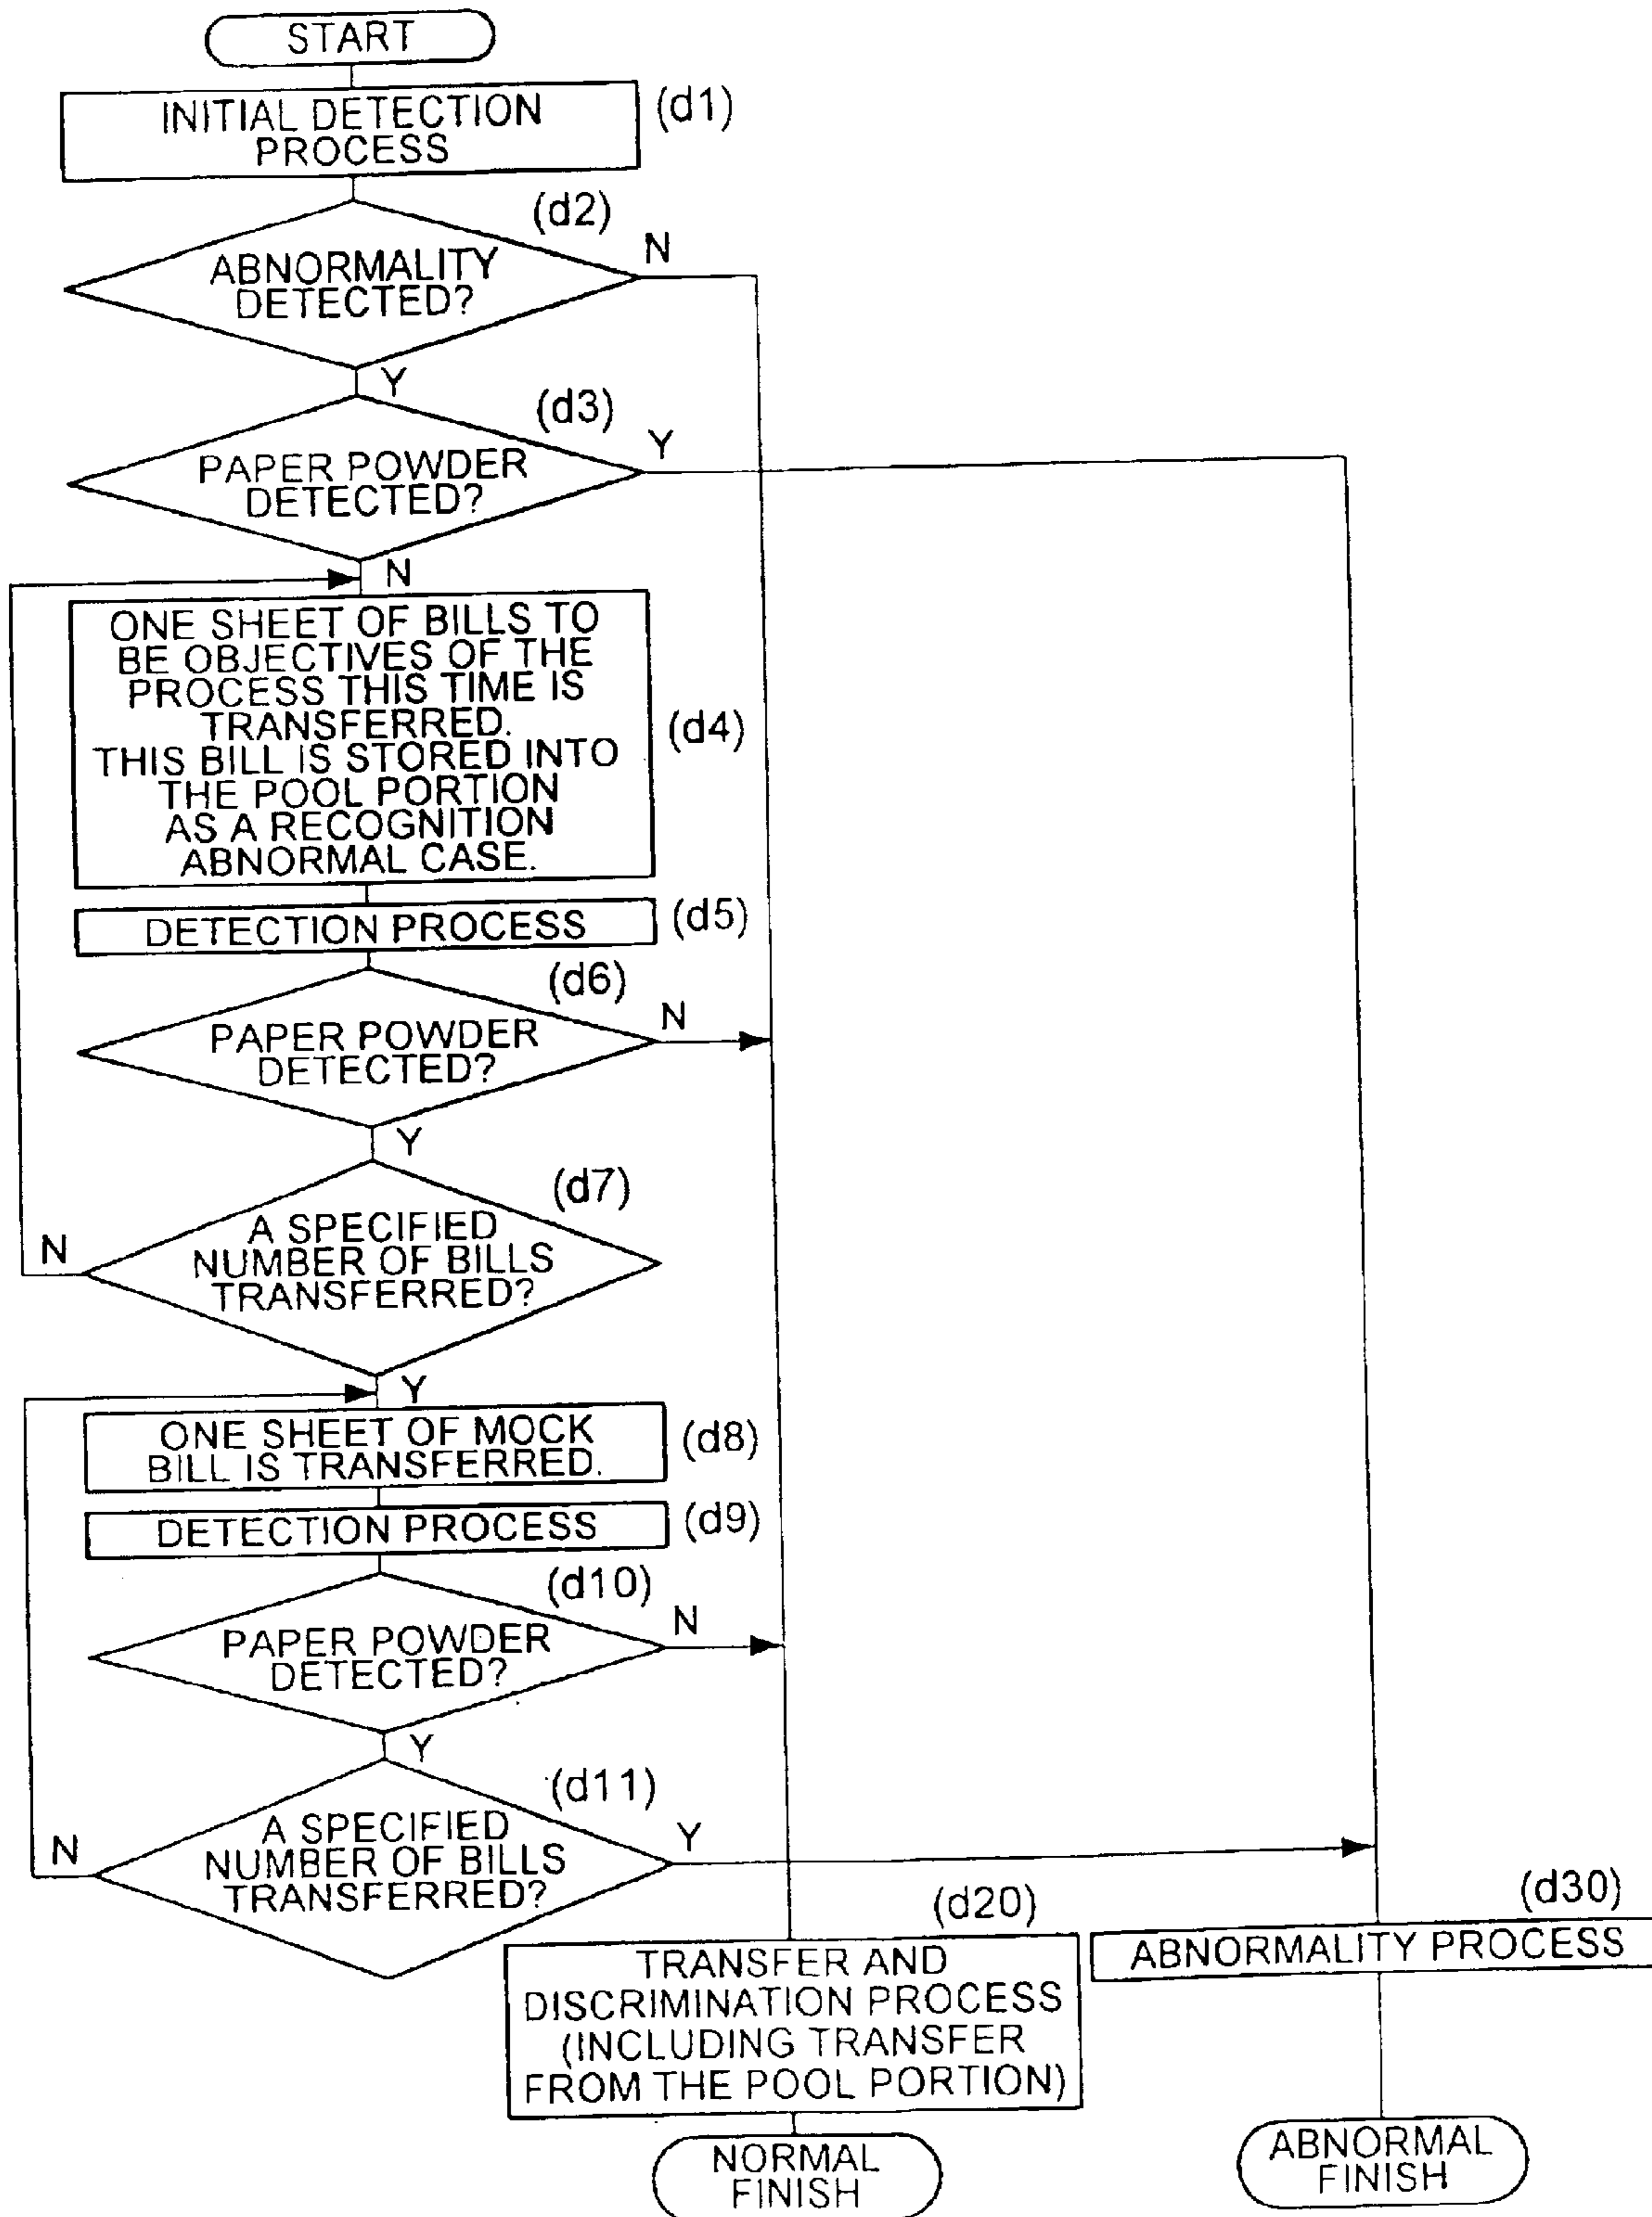 START
INITIAL DETECTION
PROCESS
(d1)
(d2)
ABNORMALITY
DETECTED?
N
Y
(d3)
PAPER POWDER
DETECTED?
Y
N
ONE SHEET OF BILLS TO
BE OBJECTIVES OF THE
PROCESS THIS TIME IS
TRANSFERRED.
THIS BILL IS STORED INTO
THE POOL PORTION
AS A RECOGNITION
ABNORMAL CASE.
(d4)
DETECTION PROCESS
(d5)
(d6)
PAPER POWDER
DETECTED?
N
Y
(d7)
A SPECIFIED
NUMBER OF BILLS
TRANSFERRED?
N
Y
ONE SHEET OF MOCK
BILL IS TRANSFERRED.
(d8)
DETECTION PROCESS
(d9)
(d10)
PAPER POWDER
DETECTED?
N
Y
(d11)
A SPECIFIED
NUMBER OF BILLS
TRANSFERRED?
N
Y
(d20)
TRANSFER AND
DISCRIMINATION PROCESS
(INCLUDING TRANSFER
FROM THE POOL PORTION)
(d30)
ABNORMALITY PROCESS
NORMAL
FINISH
ABNORMAL
FINISH